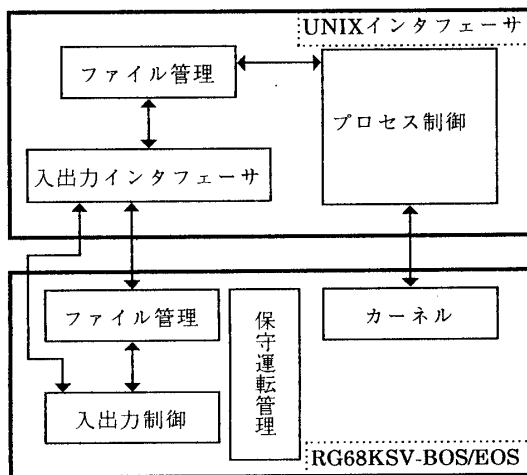 UNIXインタフェーサ
ファイル管理
プロセス制御
入出力インタフェーサ
ファイル管理
保守運転管理
カーネル
入出力制御
RG68KSV-BOS/EOS